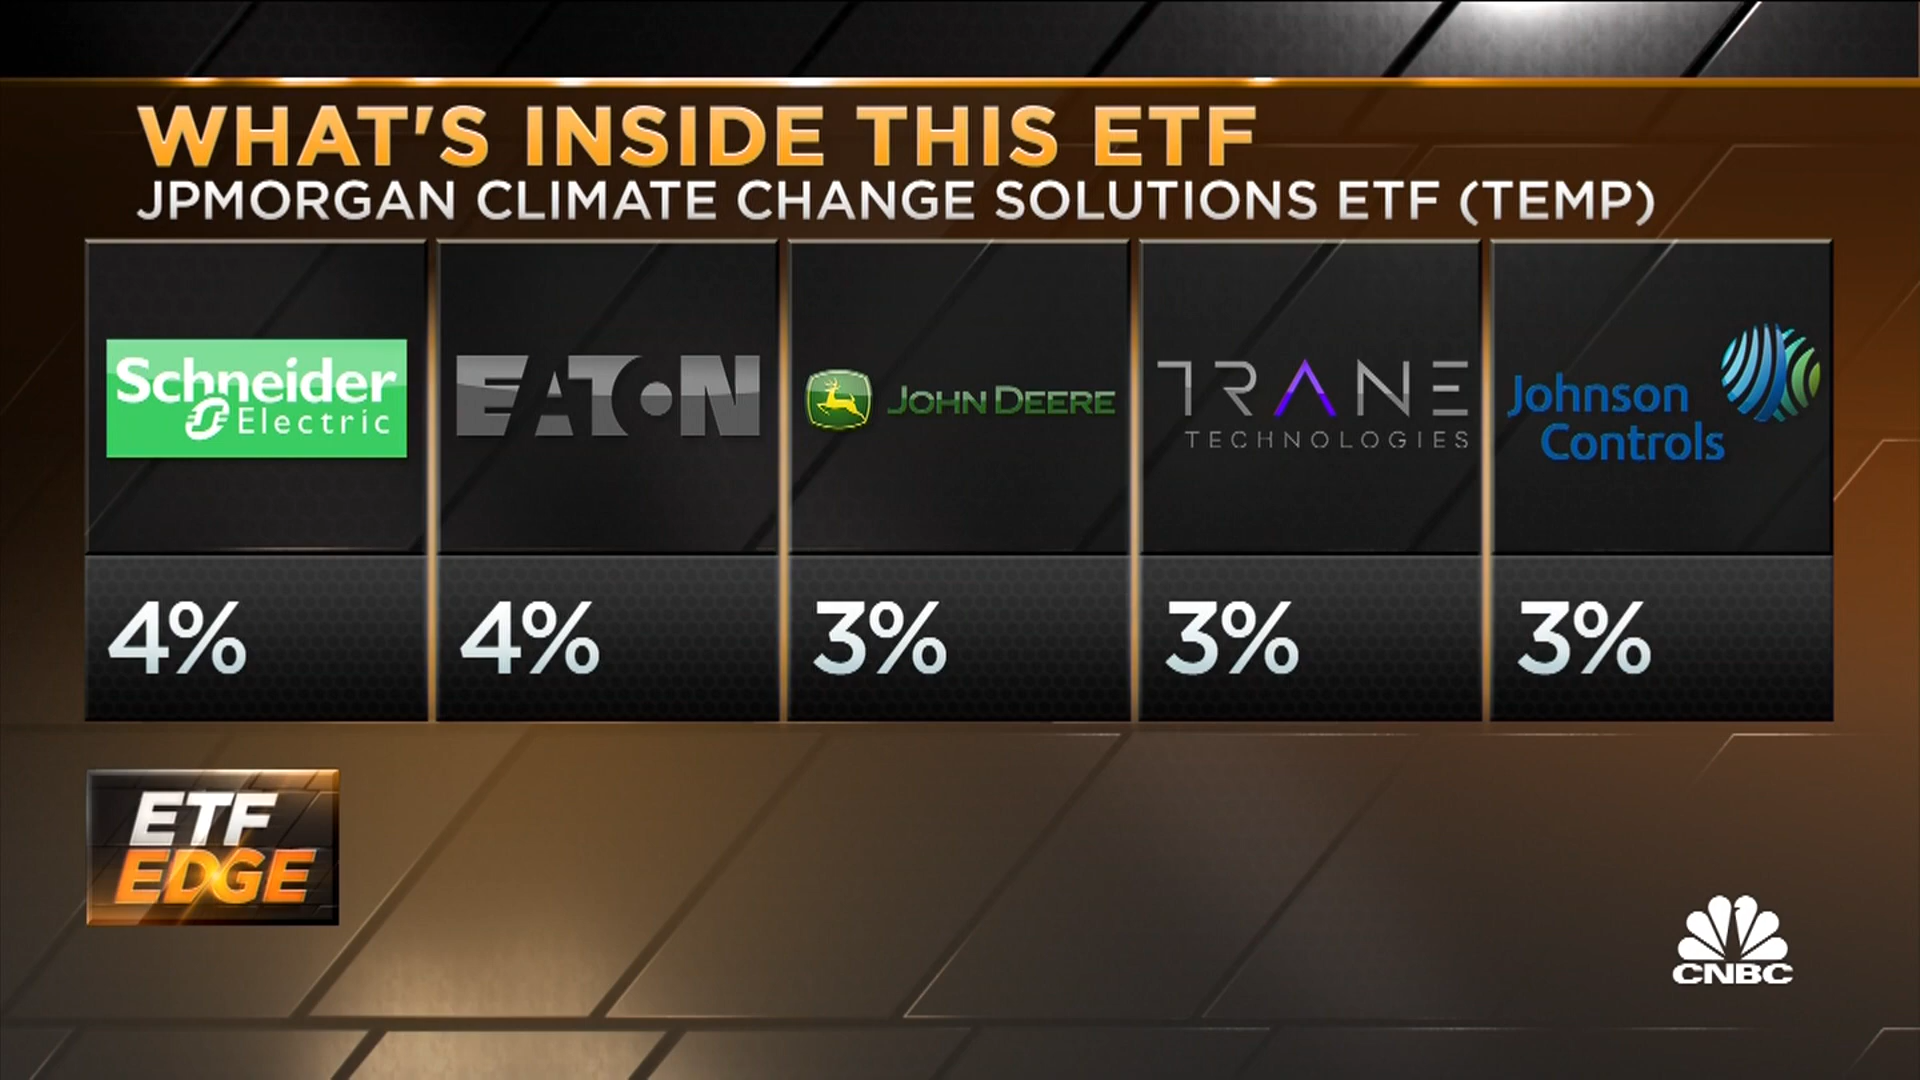 WHAT'S INSIDE THIS ETF
JPMORGAN CLIMATE CHANGE SOLUTIONS ETF (TEMP)
Schneider
Electric
EATON
JOHN DEERE
TRANE
TECHNOLOGIES
Johnson
Controls
4%
4%
3%
3%
3%
ETF
EDGE
CNBC